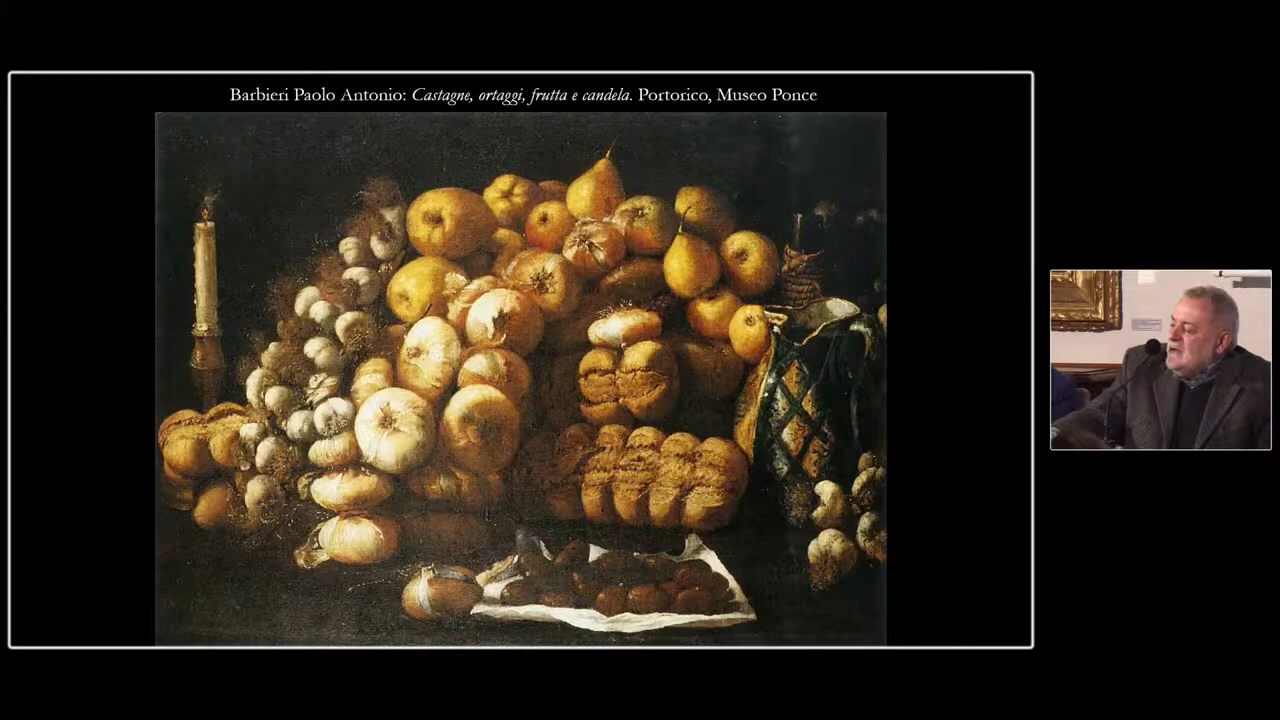 Barbieri Paolo Antonio: Castagne, ortaggi, frutta e candela. Portorico, Museo Ponce